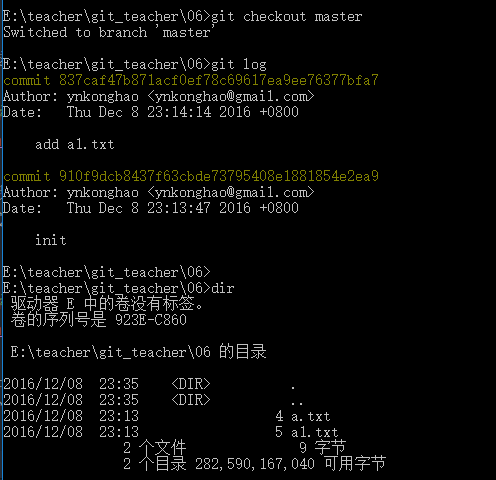 E:\teacher\git_teacher\06>git checkout master
Switched to branch 'master'
E:\teacher\git_teacher\06>git log
commit 837caf47b871acf0ef78c69617ea9ee76377bfa7
Author: ynkonghao <ynkonghao@gmail.com>
Date:   Thu Dec 8 23:14:14 2016 +0800
    add a1.txt
commit 910f9dcb8437f63cbde73795408e1881854e2ea9
Author: ynkonghao <ynkonghao@gmail.com>
Date:   Thu Dec 8 23:13:47 2016 +0800
    init
E:\teacher\git_teacher\06>
E:\teacher\git_teacher\06>dir
 驱动器 E 中的卷没有标签。
 卷的序列号是 923E-C860
 E:\teacher\git_teacher\06 的目录
2016/12/08  23:35    <DIR>          .
2016/12/08  23:35    <DIR>          ..
2016/12/08  23:13                 4 a.txt
2016/12/08  23:13                 5 a1.txt
               2 个文件              9 字节
               2 个目录 282,590,167,040 可用字节